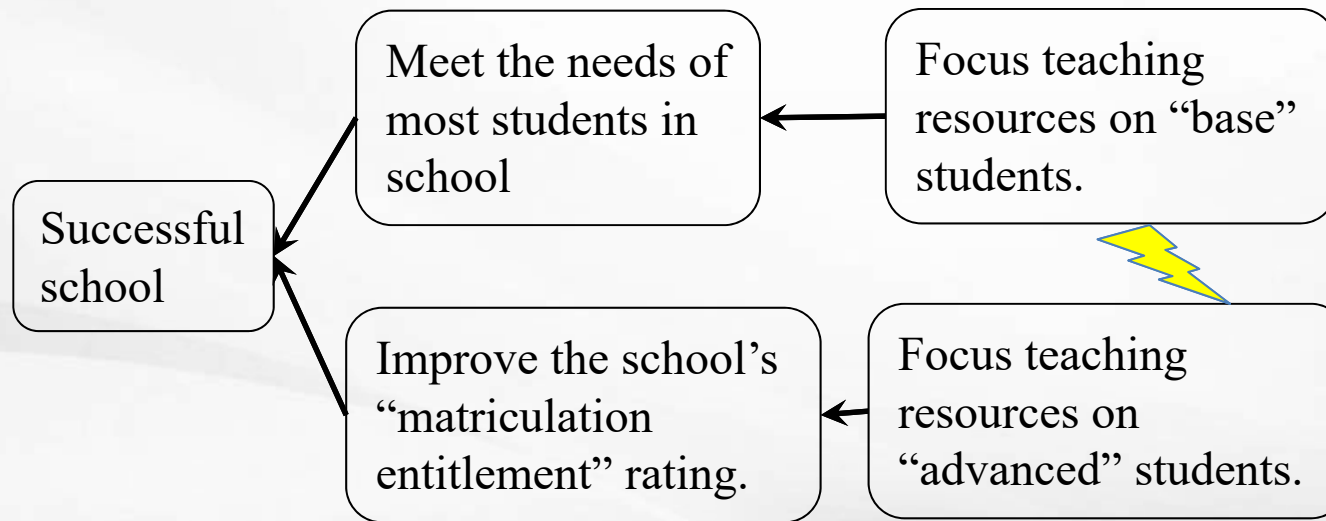 Meet the needs of
most students in
school
Focus teaching
resources on “base”
students.
Successful
school
Improve the school’s
“matriculation
entitlement” rating.
Focus teaching
resources on
“advanced” students.